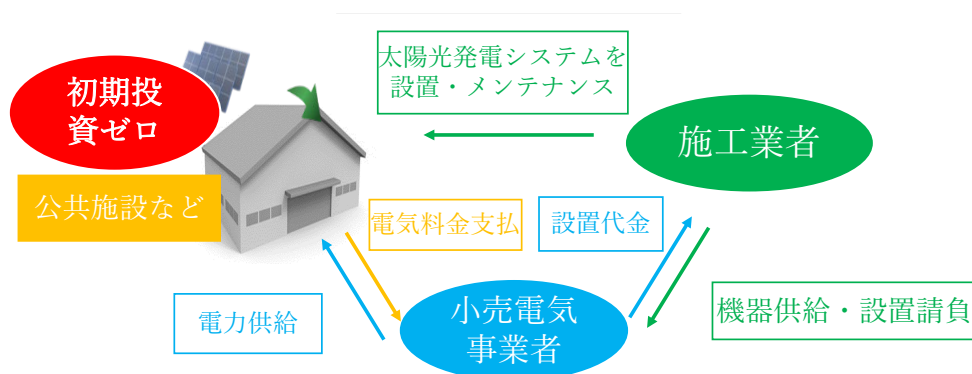 太陽光発電システムを
設置・メンテナンス
初期投
資ゼロ
施工業者
公共施設など
電気料金支払
設置代金
電力供給
小売電気
事業者
機器供給・設置請負